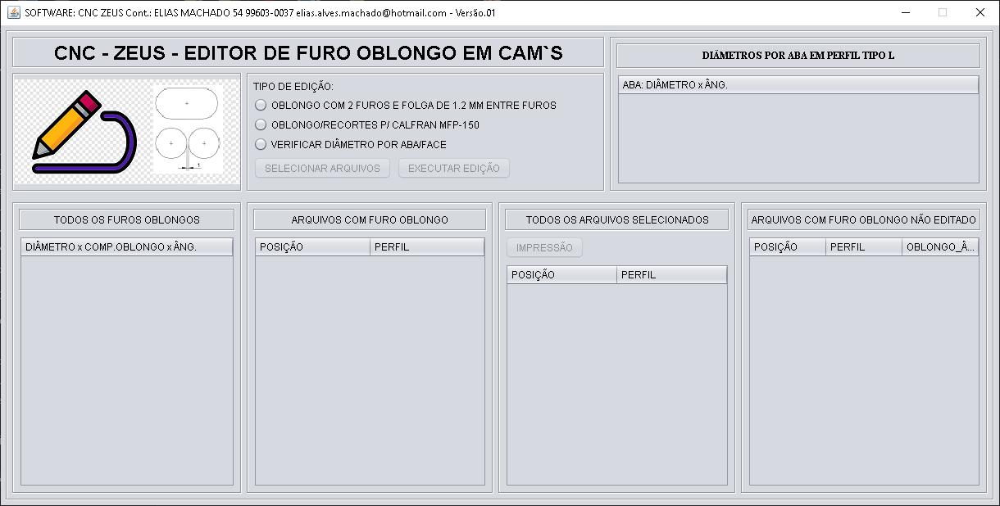 SOFTWARE: CNC ZEUS Cont.: ELIAS MACHADO 54 99603-0037 elias.alves.machado@hotmail.com - Versão.01
CNC - ZEUS - EDITOR DE FURO OBLONGO EM CAM`S
DIÂMETROS POR ABA EM PERFIL TIPO L
ABA: DIÂMETRO x ÂNG.
TIPO DE EDIÇÃO:
OBLONGO COM 2 FUROS E FOLGA DE 1.2 MM ENTRE FUROS
OBLONGO/RECORTES P/ CALFRAN MFP-150
VERIFICAR DIÂMETRO POR ABA/FACE
SELECIONAR ARQUIVOS EXECUTAR EDIÇÃO
1
TODOS OS FUROS OBLONGOS
DIÂMETRO x COMP.OBLONGO x ÂNG.
ARQUIVOS COM FURO OBLONGO
POSIÇÃO PERFIL
TODOS OS ARQUIVOS SELECIONADOS
IMPRESSÃO
POSIÇÃO PERFIL
ARQUIVOS COM FURO OBLONGO NÃO EDITADO
POSIÇÃO PERFIL OBLONGO_Â...